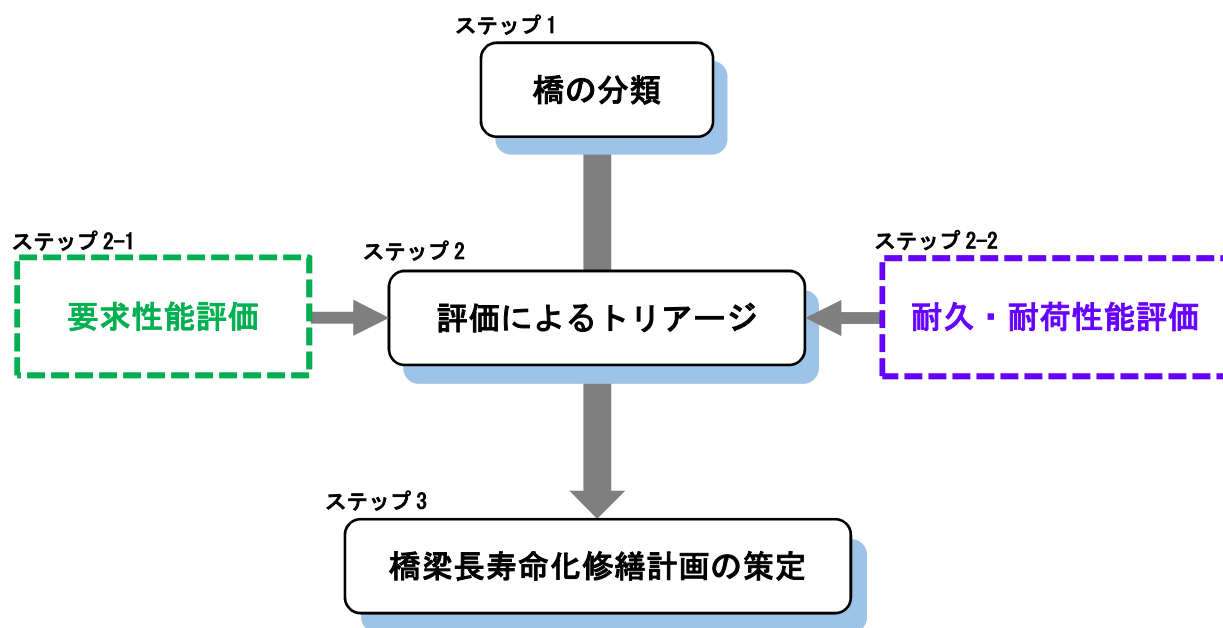 ステップ1
橋の分類
ステップ2-1
要求性能評価
ステップ2
評価によるトリアージ
ステップ2-2
耐久・耐荷性能評価
ステップ3
橋梁長寿命化修繕計画の策定